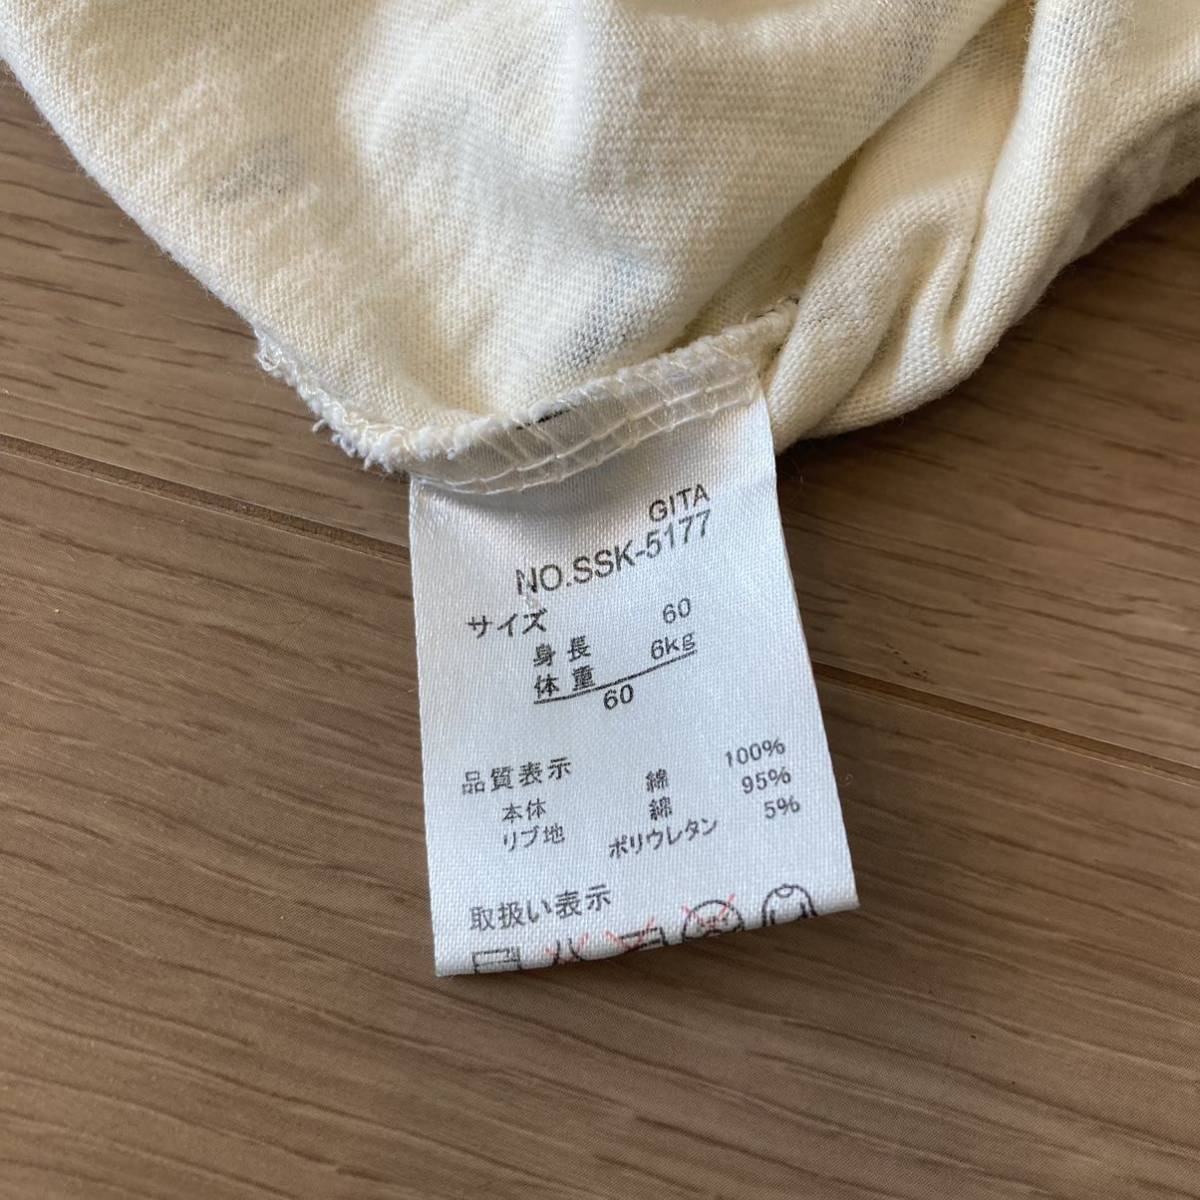 GITA
NO.SSK-5177
サイズ
身長 60
体重 6kg
60
品質表示
本体 綿 100%
リブ地 綿 95%
ポリウレタン 5%
取扱い表示